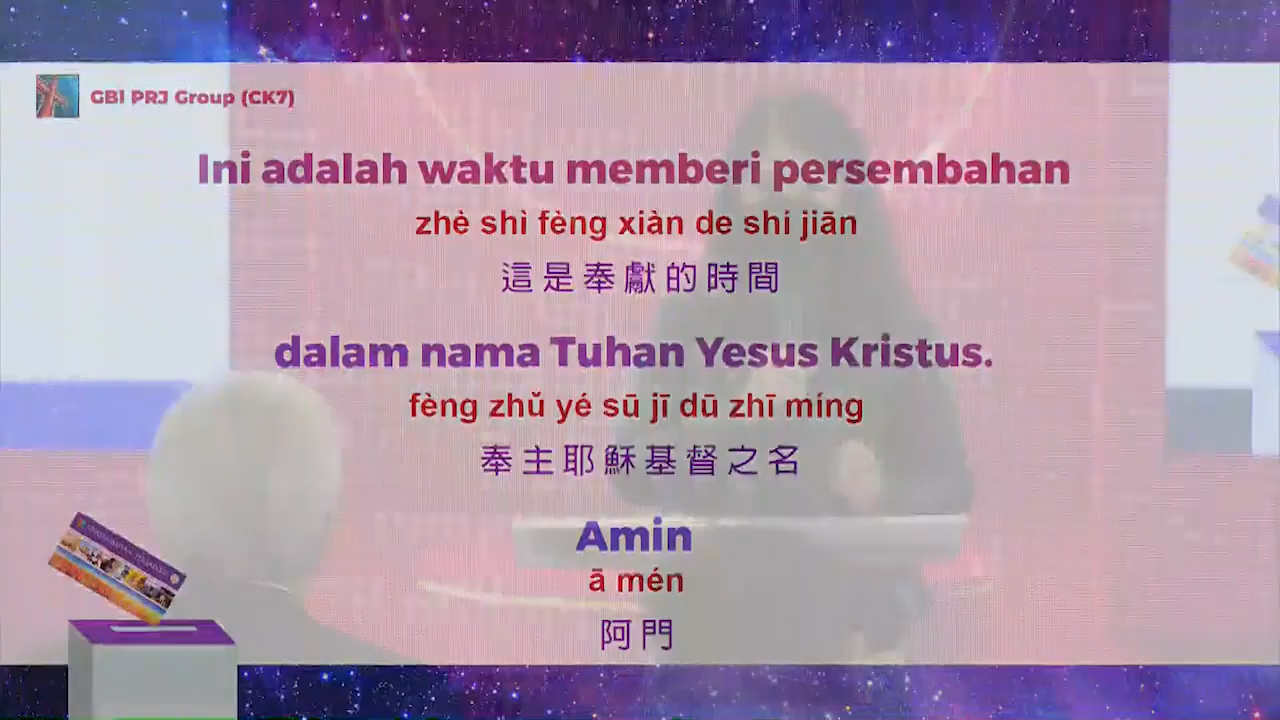 GBI PRJ Group (CK7)
Ini adalah waktu memberi persembahan
zhè shì fèng xiàn de shí jiān
這是奉獻的時間
dalam nama Tuhan Yesus Kristus.
fèng zhǔ yé sū jī dū zhī míng
奉主耶穌基督之名
Amin
ā mén
阿門